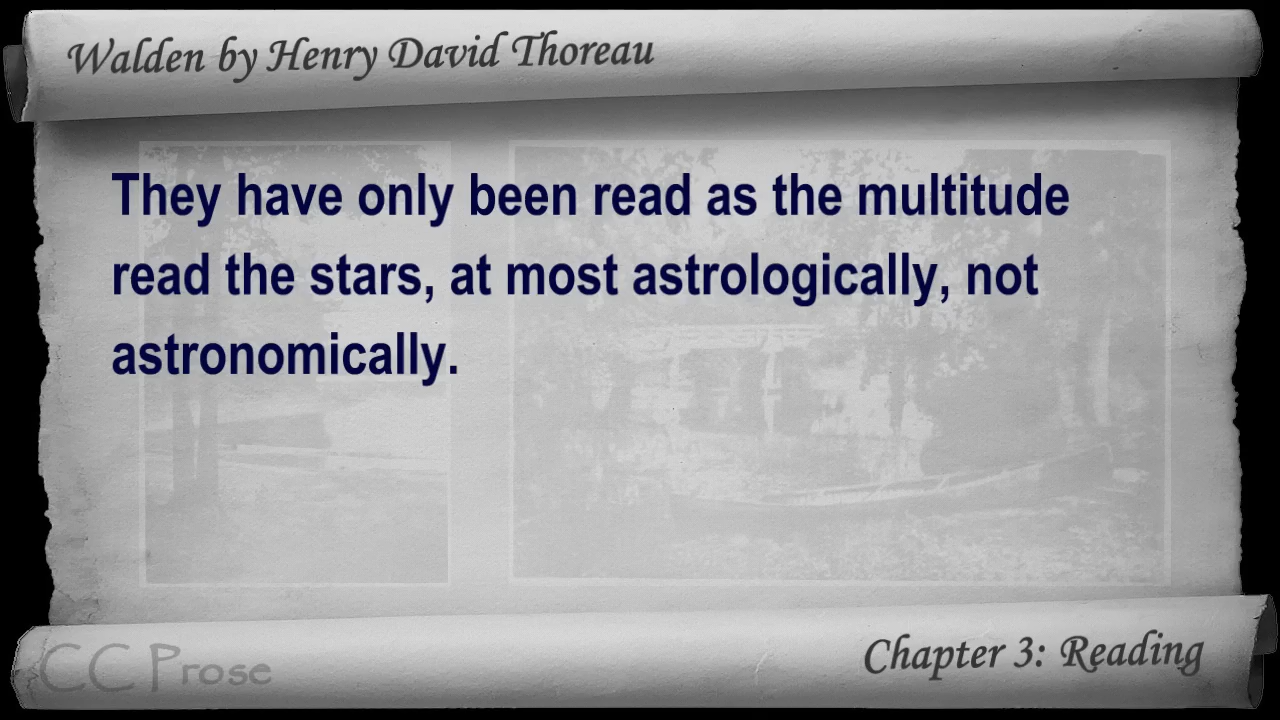 Walden by Henry David Thoreau
They have only been read as the multitude
read the stars, at most astrologically, not
astronomically.
CC Prose
Chapter 3: Reading